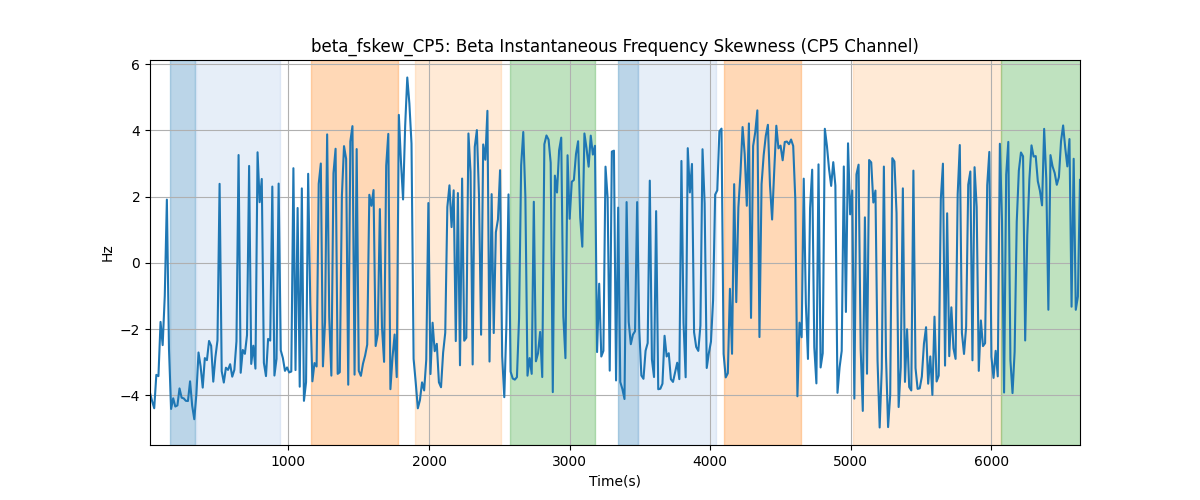 beta_fskew_CP5: Beta Instantaneous Frequency Skewness (CP5 Channel)
6
4
2
0
−2
−4
Hz
1000 2000 3000 4000 5000 6000
Time(s)